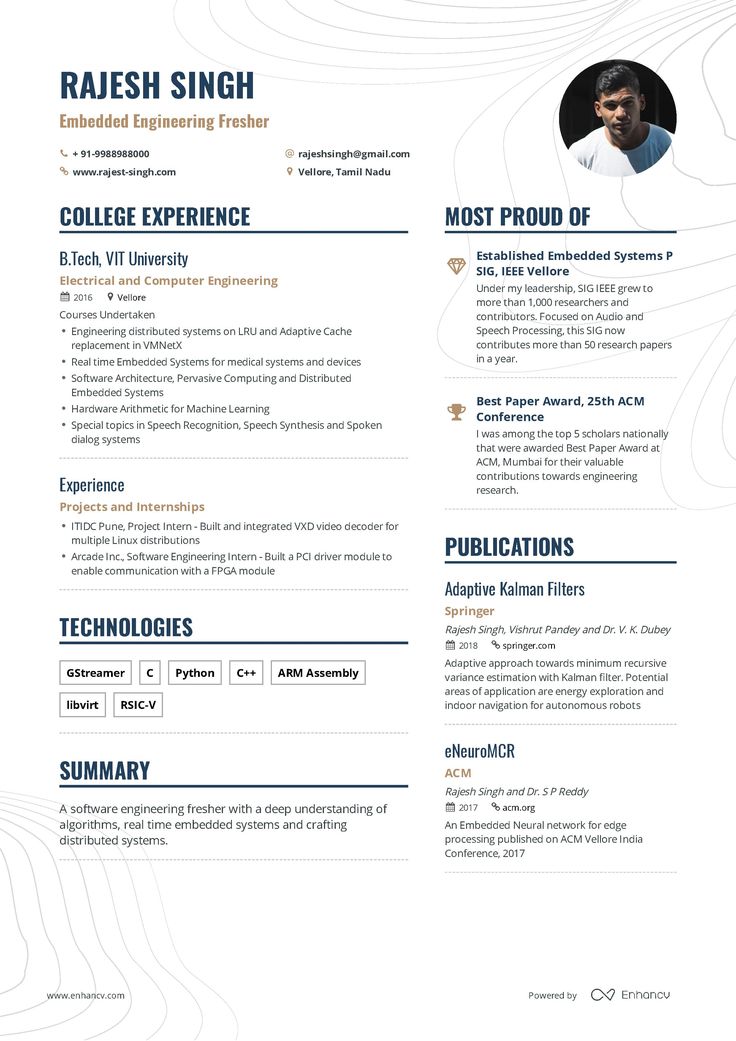 RAJESH SINGH
Embedded Engineering Fresher
+ 91-9988988000
rajeshsingh@gmail.com
www.rajest-singh.com
Vellore, Tamil Nadu
COLLEGE EXPERIENCE
B.Tech, VIT University
Electrical and Computer Engineering
2016 Vellore
Courses Undertaken
• Engineering distributed systems on LRU and Adaptive Cache
replacement in VMNetX
• Real time Embedded Systems for medical systems and devices
• Software Architecture, Pervasive Computing and Distributed
Embedded Systems
• Hardware Arithmetic for Machine Learning
• Special topics in Speech Recognition, Speech Synthesis and Spoken
dialog systems
Experience
Projects and Internships
• ITIDC Pune, Project Intern - Built and integrated VXD video decoder for
multiple Linux distributions
• Arcade Inc., Software Engineering Intern - Built a PCI driver module to
enable communication with a FPGA module
TECHNOLOGIES
GStreamer C Python C++ ARM Assembly
libvirt RSIC-V
SUMMARY
A software engineering fresher with a deep understanding of
algorithms, real time embedded systems and crafting
distributed systems.
MOST PROUD OF
Established Embedded Systems P
SIG, IEEE Vellore
Under my leadership, SIG IEEE grew to
more than 1,000 researchers and
contributors. Focused on Audio and
Speech Processing, this SIG now
contributes more than 50 research papers
in a year.
Best Paper Award, 25th ACM
Conference
I was among the top 5 scholars nationally
that were awarded Best Paper Award at
ACM, Mumbai for their valuable
contributions towards engineering
research.
PUBLICATIONS
Adaptive Kalman Filters
Springer
Rajesh Singh, Vishrut Pandey and Dr. V. K. Dubey
2018 springer.com
Adaptive approach towards minimum recursive
variance estimation with Kalman filter. Potential
areas of application are energy exploration and
indoor navigation for autonomous robots
eNeuroMCR
ACM
Rajesh Singh and Dr. S P Reddy
2017 acm.org
An Embedded Neural network for edge
processing published on ACM Vellore India
Conference, 2017
www.enhancv.com
Powered by Enhancv